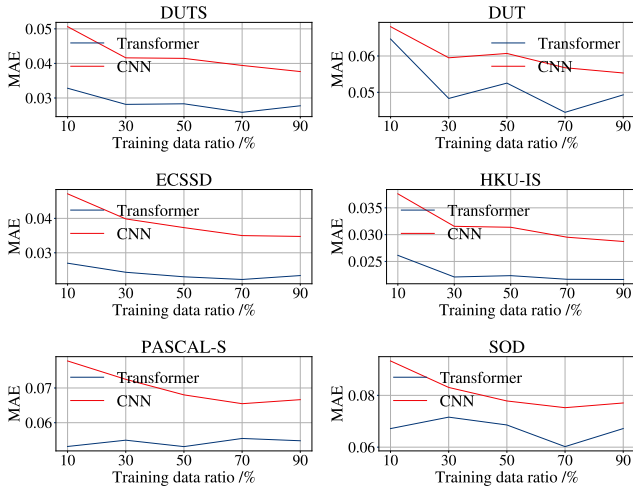 DUTS
MAE
0.05
0.04
0.03
Transformer
CNN
10 30 50 70 90
Training data ratio /%
DUT
MAE
0.06
0.05
Transformer
CNN
10 30 50 70 90
Training data ratio /%
ECSSD
MAE
0.04
0.03
Transformer
CNN
10 30 50 70 90
Training data ratio /%
HKU-IS
MAE
0.035
0.030
0.025
Transformer
CNN
10 30 50 70 90
Training data ratio /%
PASCAL-S
MAE
0.07
0.06
Transformer
CNN
10 30 50 70 90
Training data ratio /%
SOD
MAE
0.08
0.06
Transformer
CNN
10 30 50 70 90
Training data ratio /%